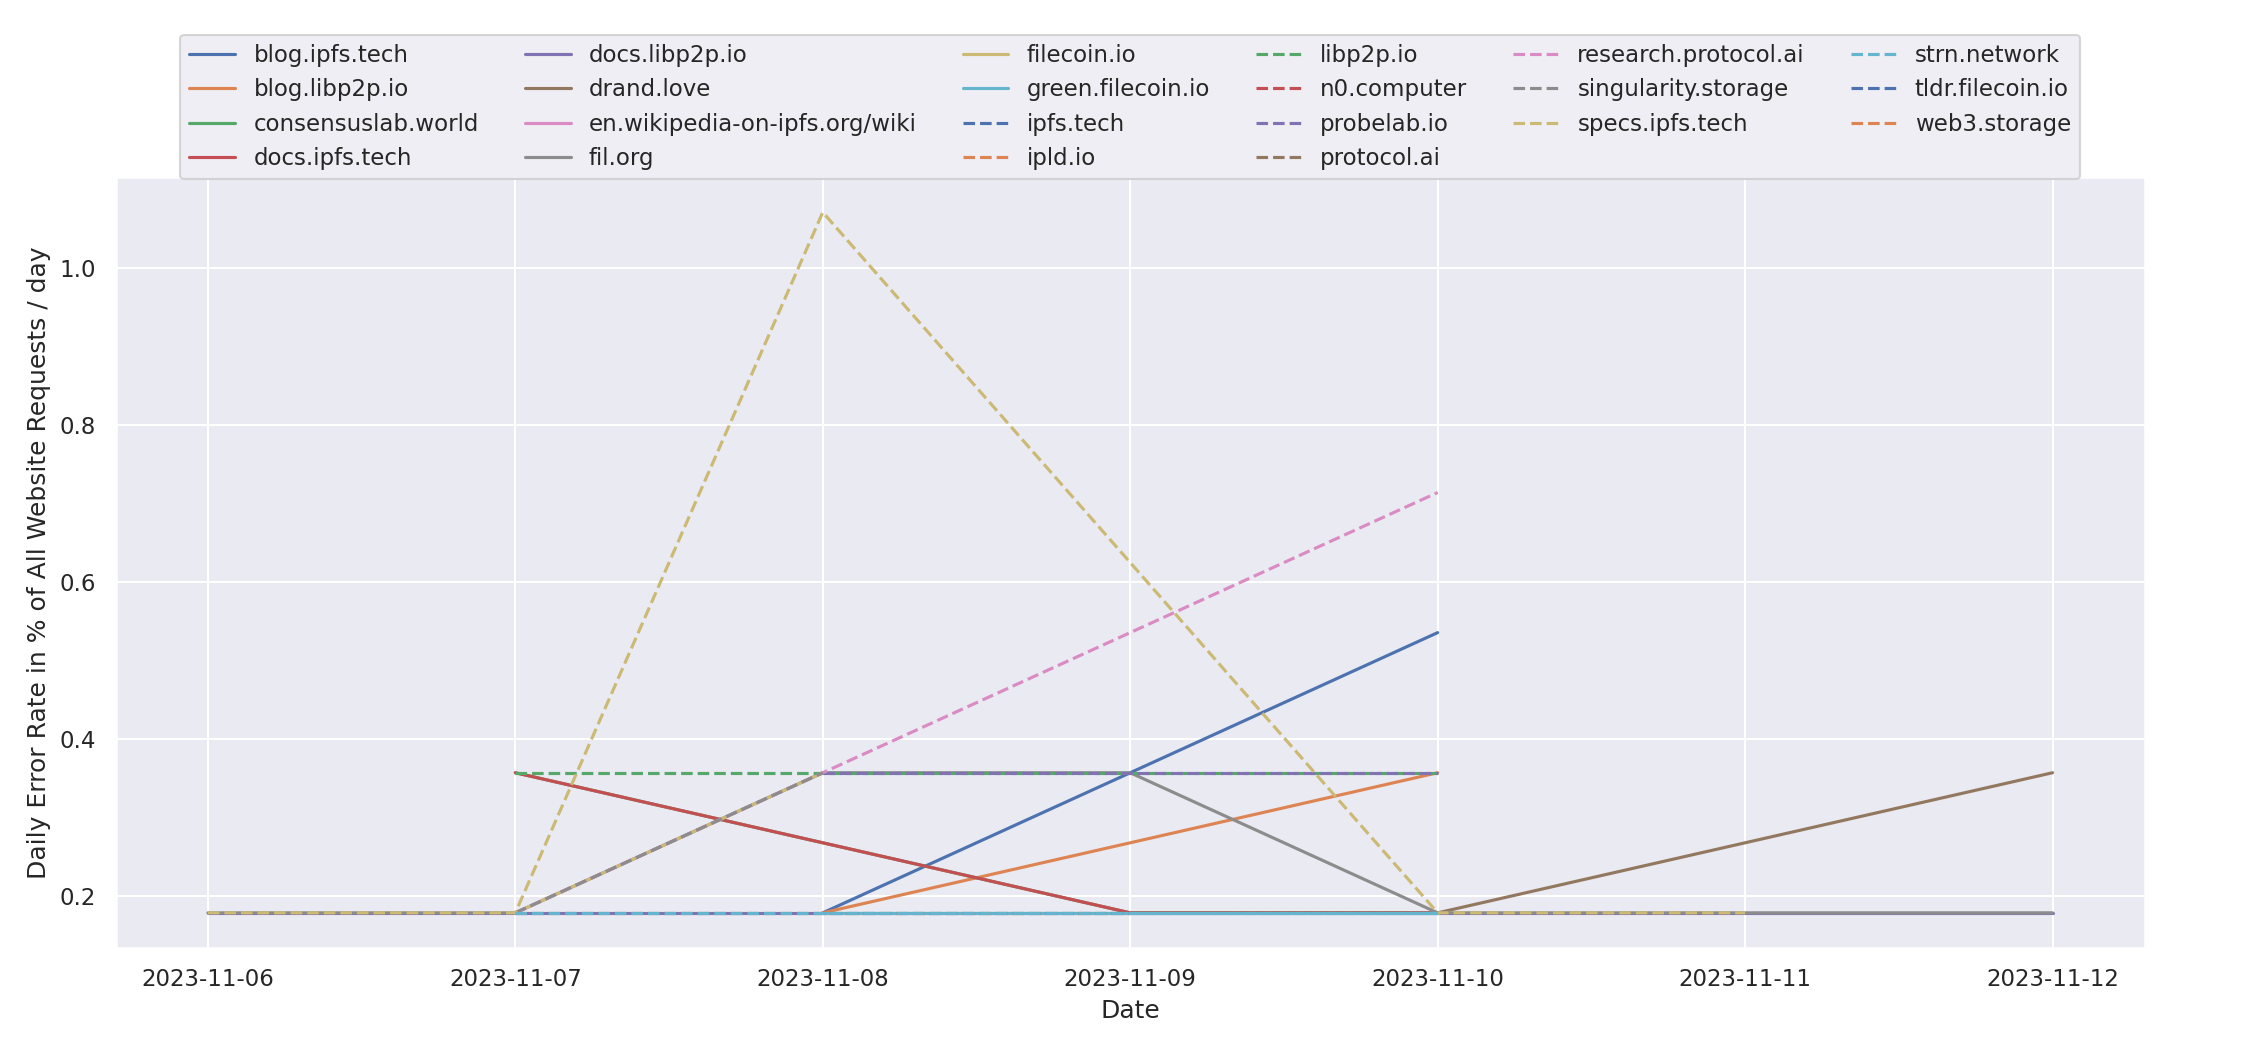 blog.ipfs.tech
blog.libp2p.io
consensuslab.world
docs.ipfs.tech
docs.libp2p.io
drand.love
en.wikipedia-on-ipfs.org/wiki
fil.org
filecoin.io
green.filecoin.io
ipfs.tech
ipld.io
libp2p.io
n0.computer
probelab.io
protocol.ai
research.protocol.ai
singularity.storage
specs.ipfs.tech
strn.network
tldr.filecoin.io
web3.storage
Daily Error Rate in % of All Website Requests / day
1.0
0.8
0.6
0.4
0.2
2023-11-06
2023-11-07
2023-11-08
2023-11-09
2023-11-10
2023-11-11
2023-11-12
Date